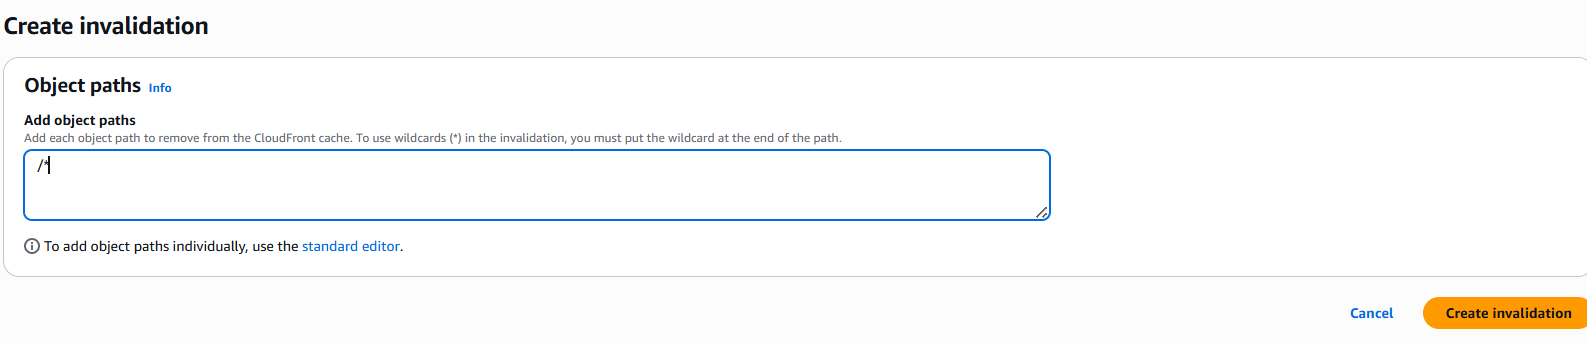 Create invalidation
Object paths Info
Add object paths
Add each object path to remove from the CloudFront cache. To use wildcards (*) in the invalidation, you must put the wildcard at the end of the path.
/*
To add object paths individually, use the standard editor.
Cancel Create invalidation